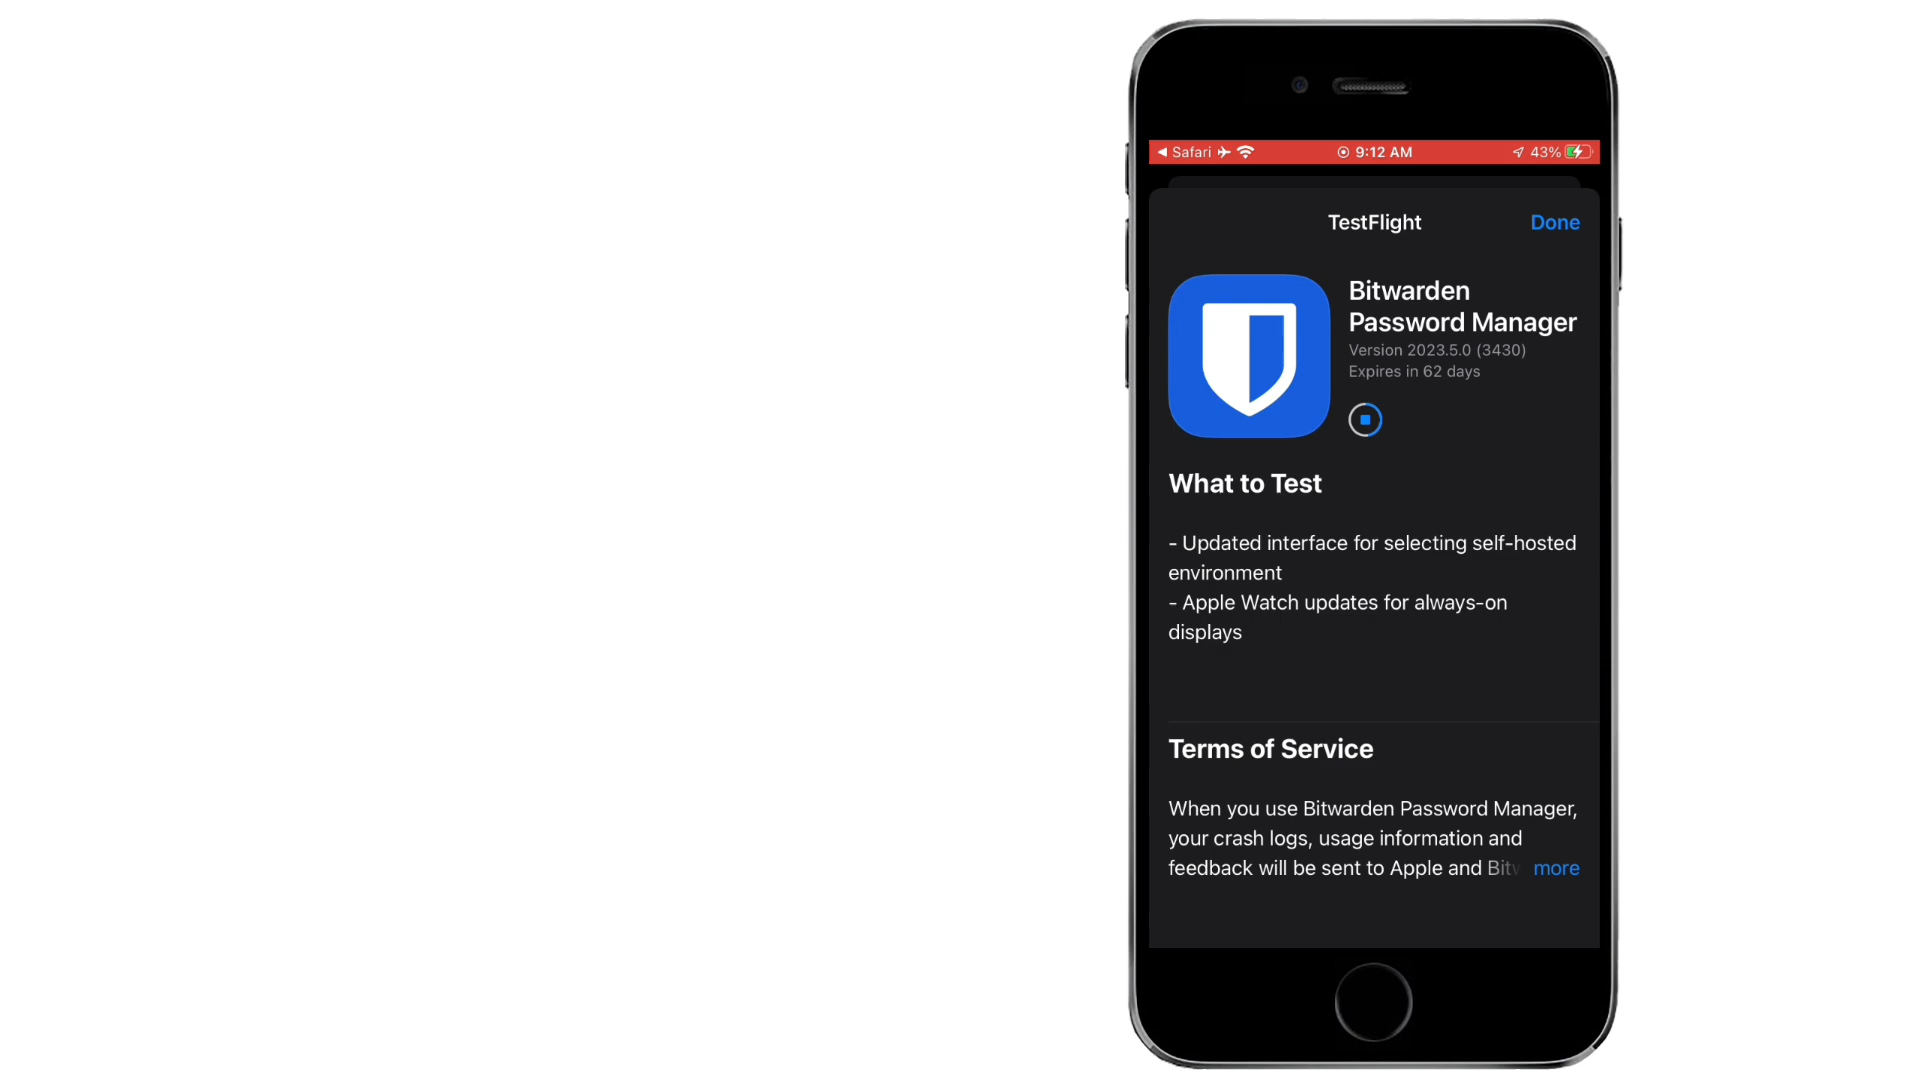 Safari 9:12 AM 43%
TestFlight Done
Bitwarden
Password Manager
Version 2023.5.0 (3430)
Expires in 62 days
What to Test
- Updated interface for selecting self-hosted
environment
- Apple Watch updates for always-on
displays
Terms of Service
When you use Bitwarden Password Manager,
your crash logs, usage information and
feedback will be sent to Apple and Bitw more